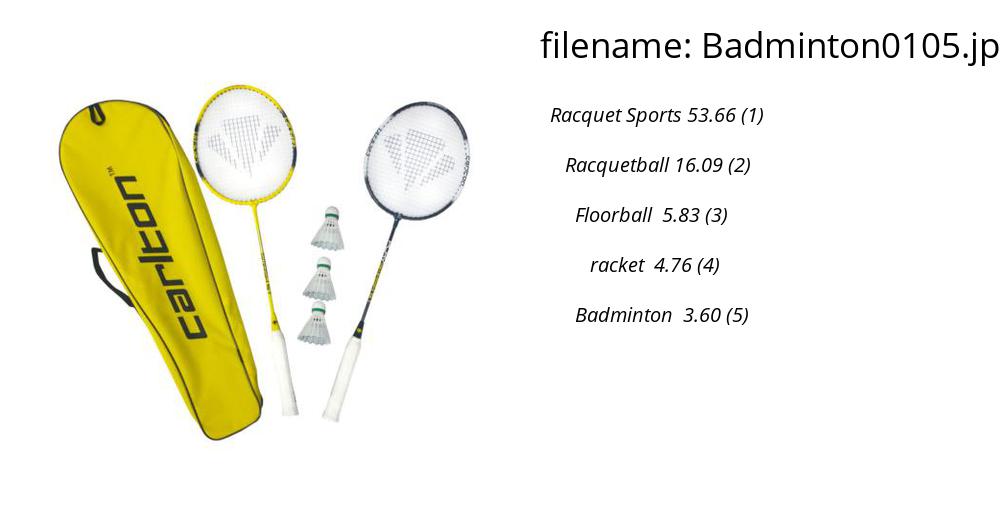 filename: Badminton0105.jp
Racquet Sports 53.66 (1)
Racquetball 16.09 (2)
Floorball 5.83 (3)
racket 4.76 (4)
Badminton 3.60 (5)
carlton™